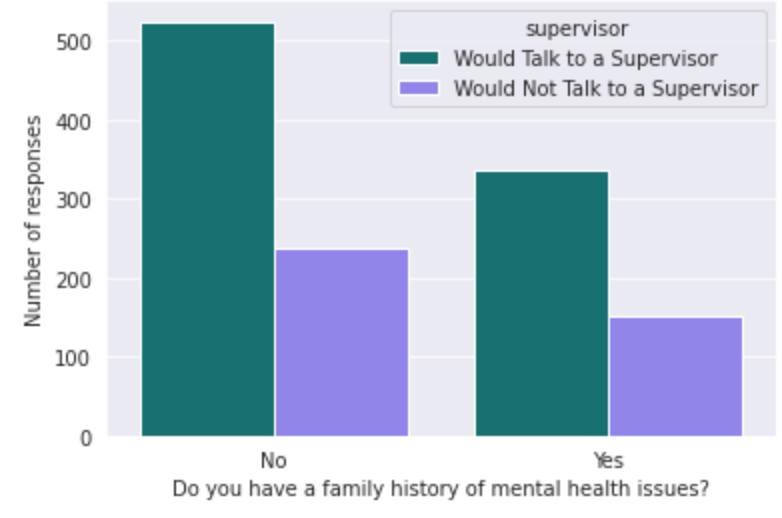 supervisor
Would Talk to a Supervisor
Would Not Talk to a Supervisor
Number of responses
500
400
300
200
100
0
No
Yes
Do you have a family history of mental health issues?